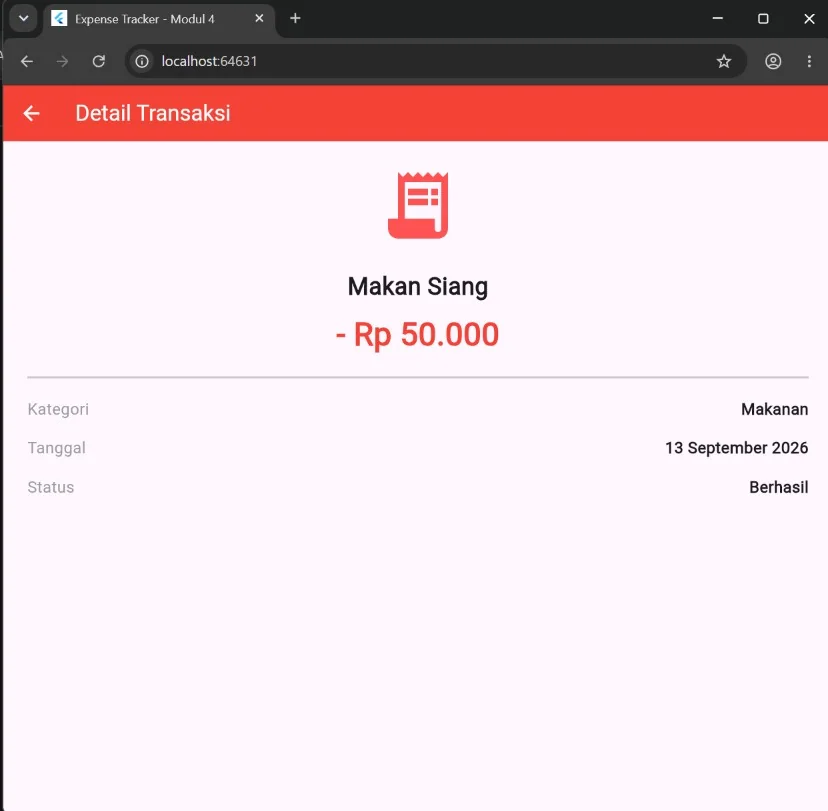 Expense Tracker - Modul 4
localhost:64631
Detail Transaksi
Makan Siang
- Rp 50.000
Kategori Makanan
Tanggal 13 September 2026
Status Berhasil